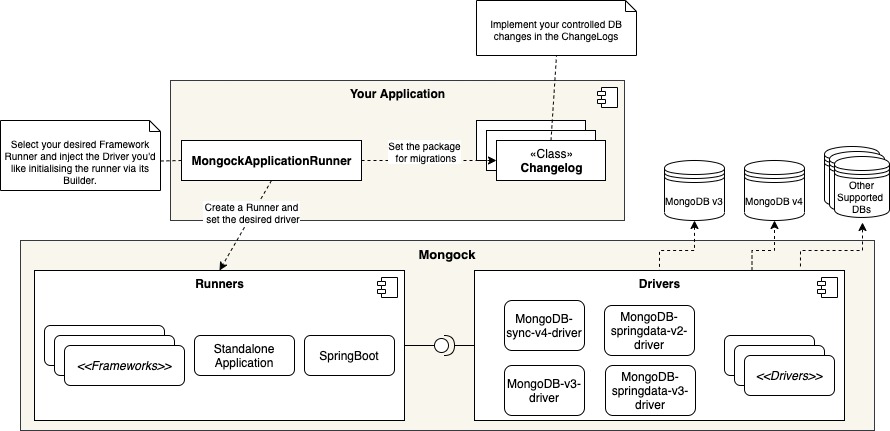 Implement your controlled DB
changes in the ChangeLogs
Your Application
Select your desired Framework
Runner and inject the Driver you'd
like initialising the runner via its
Builder.
MongockApplicationRunner
Set the package
for migrations
«Class»
Changelog
Create a Runner and
set the desired driver
MongoDB v3
MongoDB v4
Other
Supported
DBs
Mongock
Runners
<<Frameworks>>
Standalone
Application
SpringBoot
Drivers
MongoDB-
sync-v4-driver
MongoDB-
springdata-v2-
driver
MongoDB-v3-
driver
MongoDB-
springdata-v3-
driver
<<Drivers>>